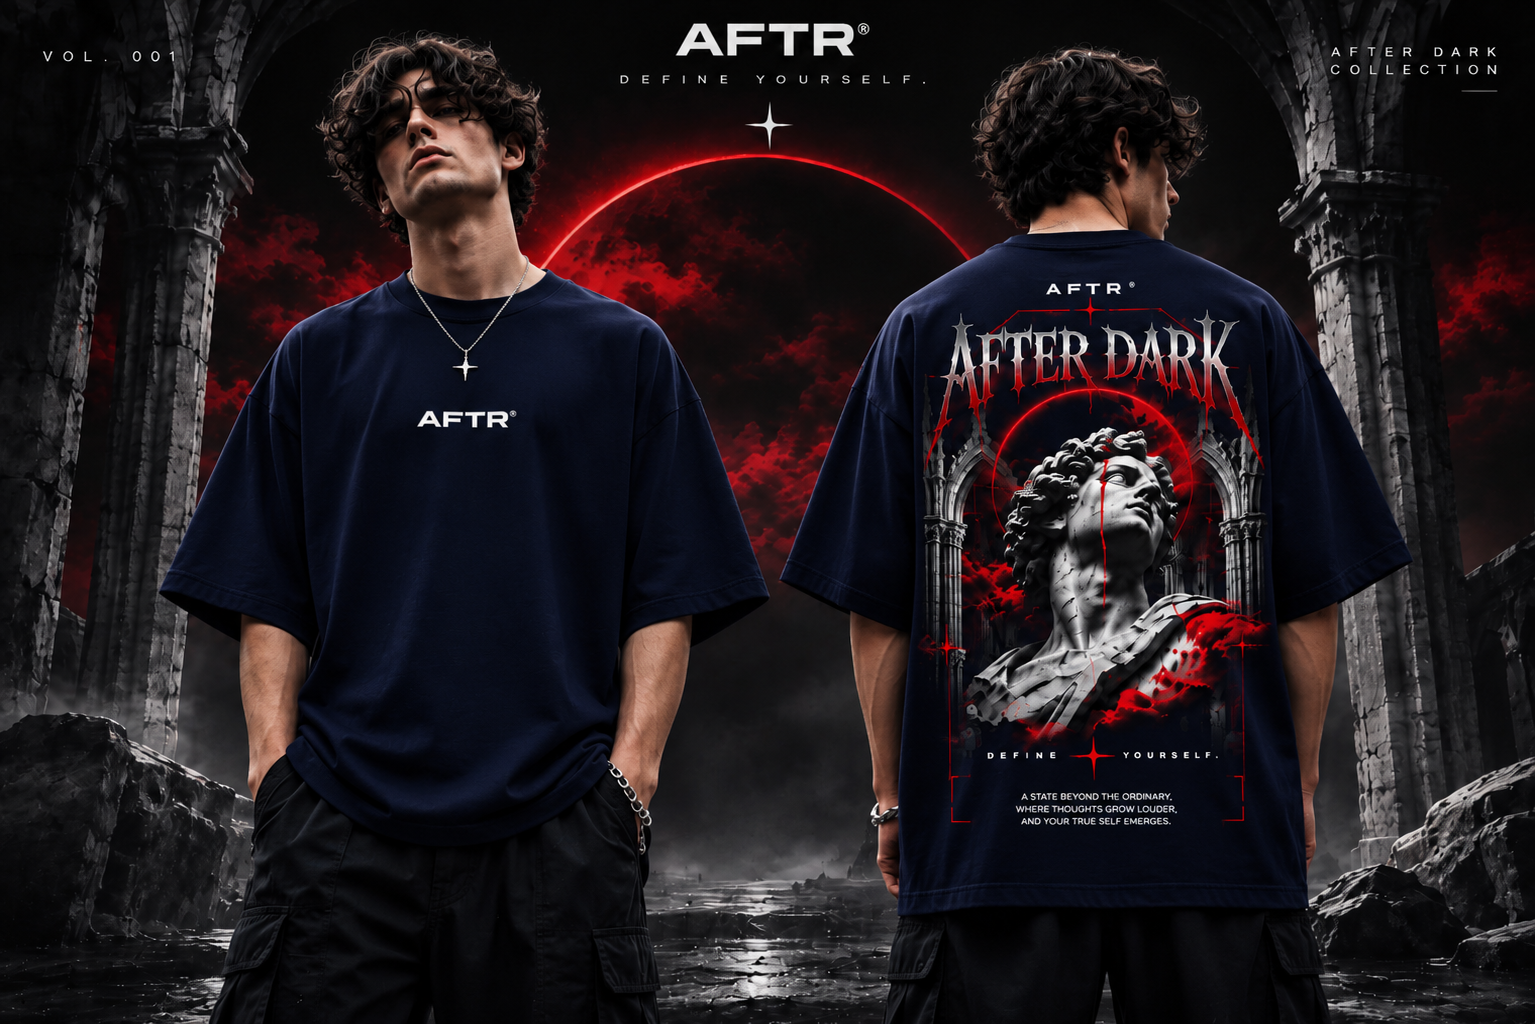 VOL. 001
AFTR®
DEFINE YOURSELF.
AFTER DARK
COLLECTION
AFTR®
AFTR®
AFTER DARK
DEFINE YOURSELF.
A STATE BEYOND THE ORDINARY,
WHERE THOUGHTS GROW LOUDER,
AND YOUR TRUE SELF EMERGES.